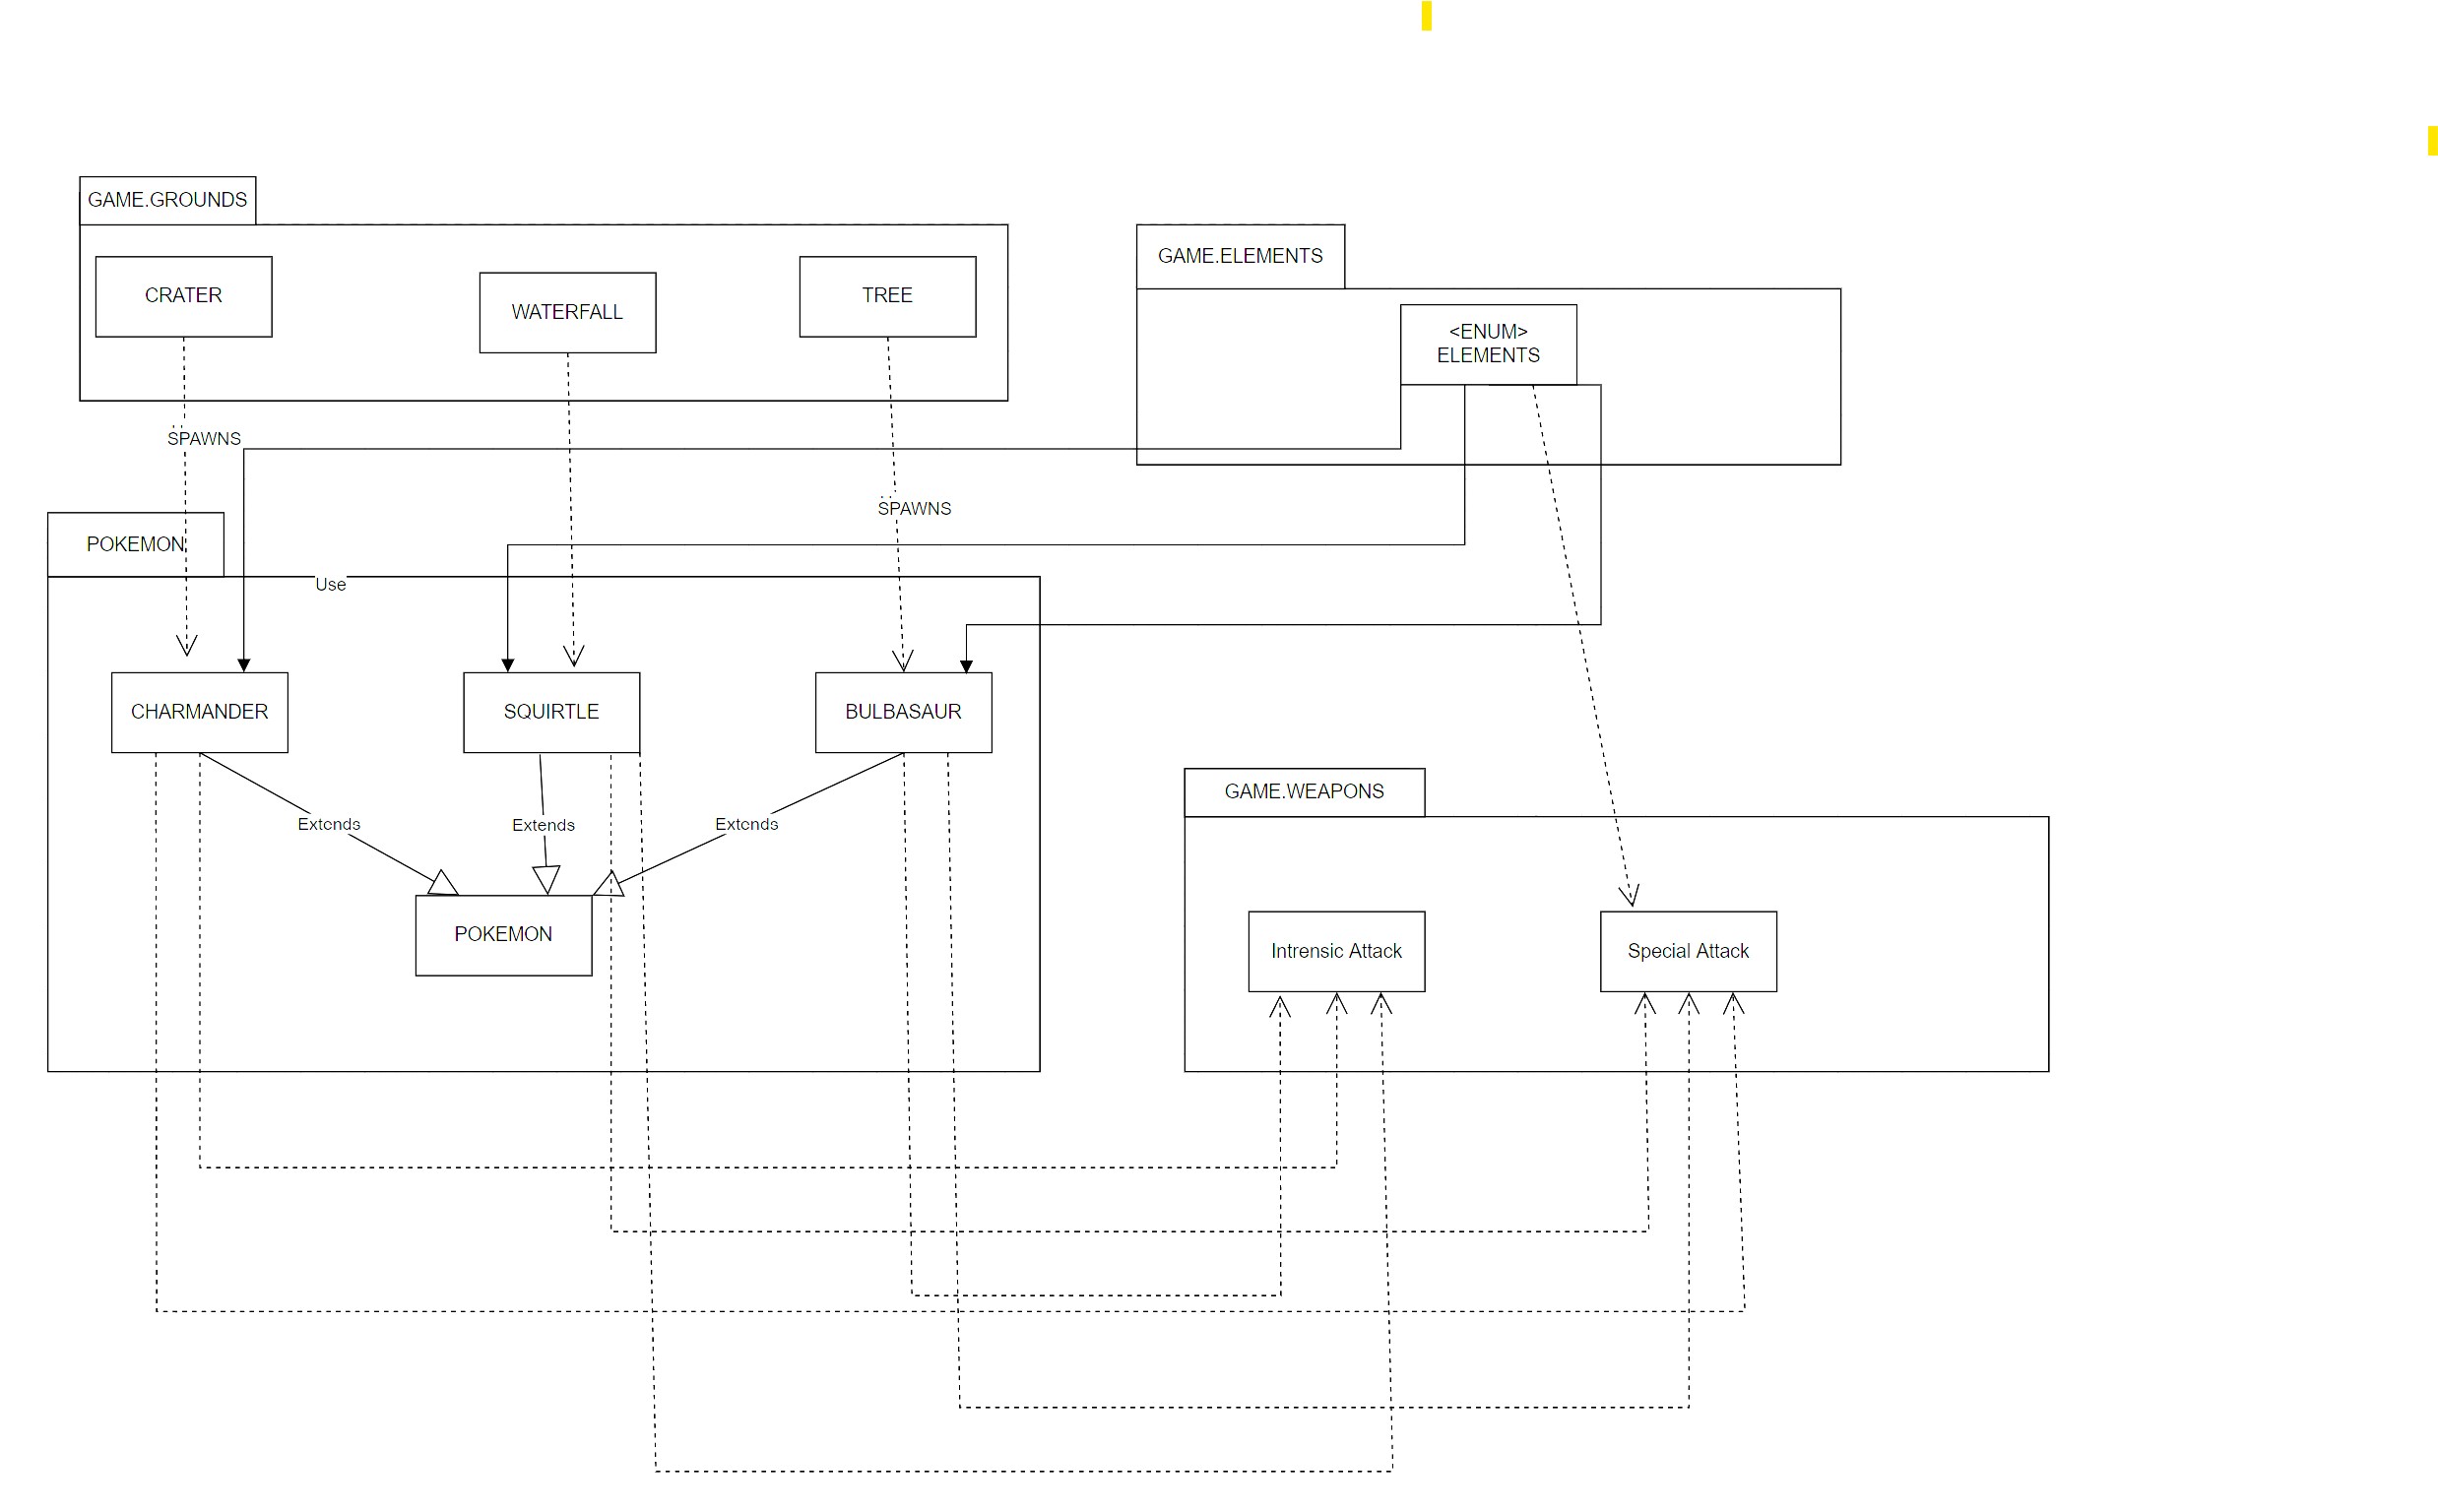 GAME.GROUNDS
CRATER
WATERFALL
TREE
GAME.ELEMENTS
<ENUM>
ELEMENTS
SPAWNS
SPAWNS
POKEMON
Use
CHARMANDER
SQUIRTLE
BULBASAUR
Extends
Extends
Extends
POKEMON
GAME.WEAPONS
Intrensic Attack
Special Attack